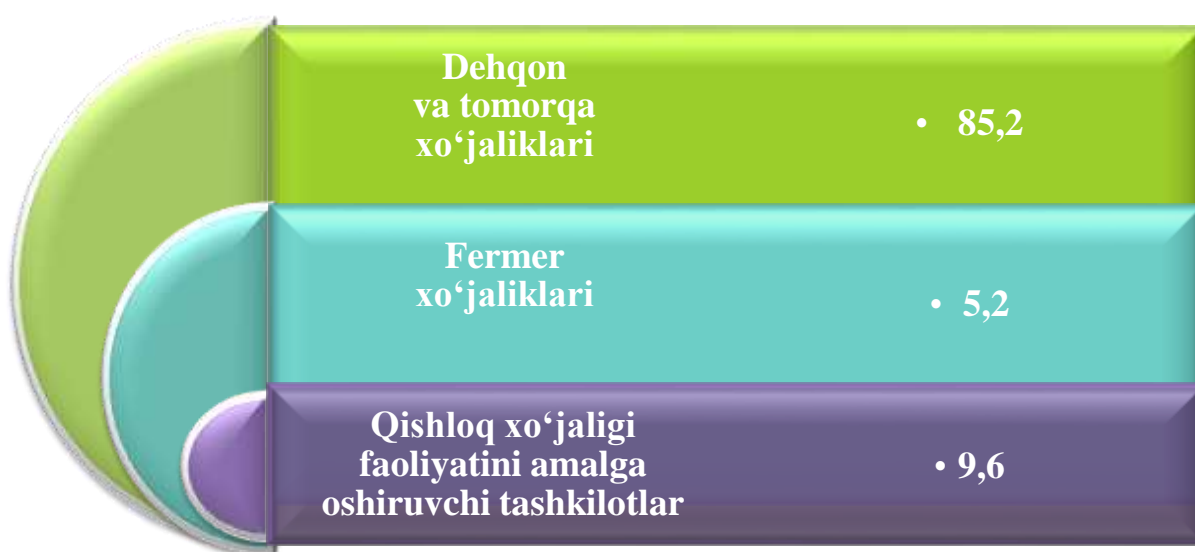 Dehqon
va tomorqa
xo‘jaliklari
• 85,2
Fermer
xo‘jaliklari
• 5,2
Qishloq xo‘jaligi
faoliyatini amalga
oshiruvchi tashkilotlar
• 9,6